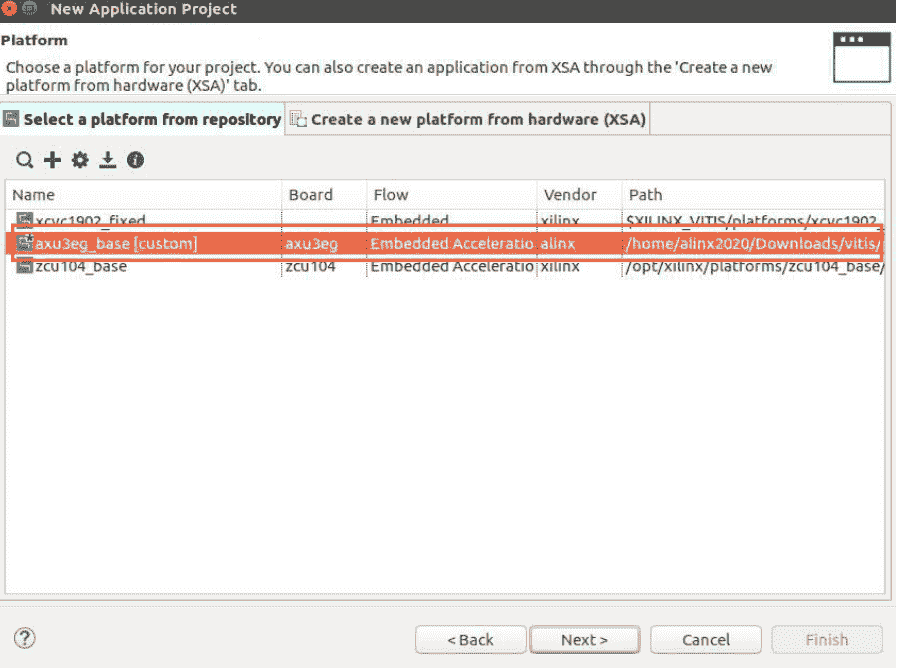 New Application Project
Platform
Choose a platform for your project. You can also create an application from XSA through the 'Create a new
platform from hardware (XSA)' tab.
Select a platform from repository Create a new platform from hardware (XSA)
Name Board Flow Vendor Path
xcvc1902_fixed Embedded xilinx $XILINX_VITIS/platforms/xcvc1902_
axu3eg_base [custom] axu3eg Embedded Acceleratio alinx /home/alinx2020/Downloads/vitis/
zcu104_base zcu104 Embedded Acceleratio xilinx /opt/xilinx/platforms/zcu104_base/
< Back Next > Cancel Finish